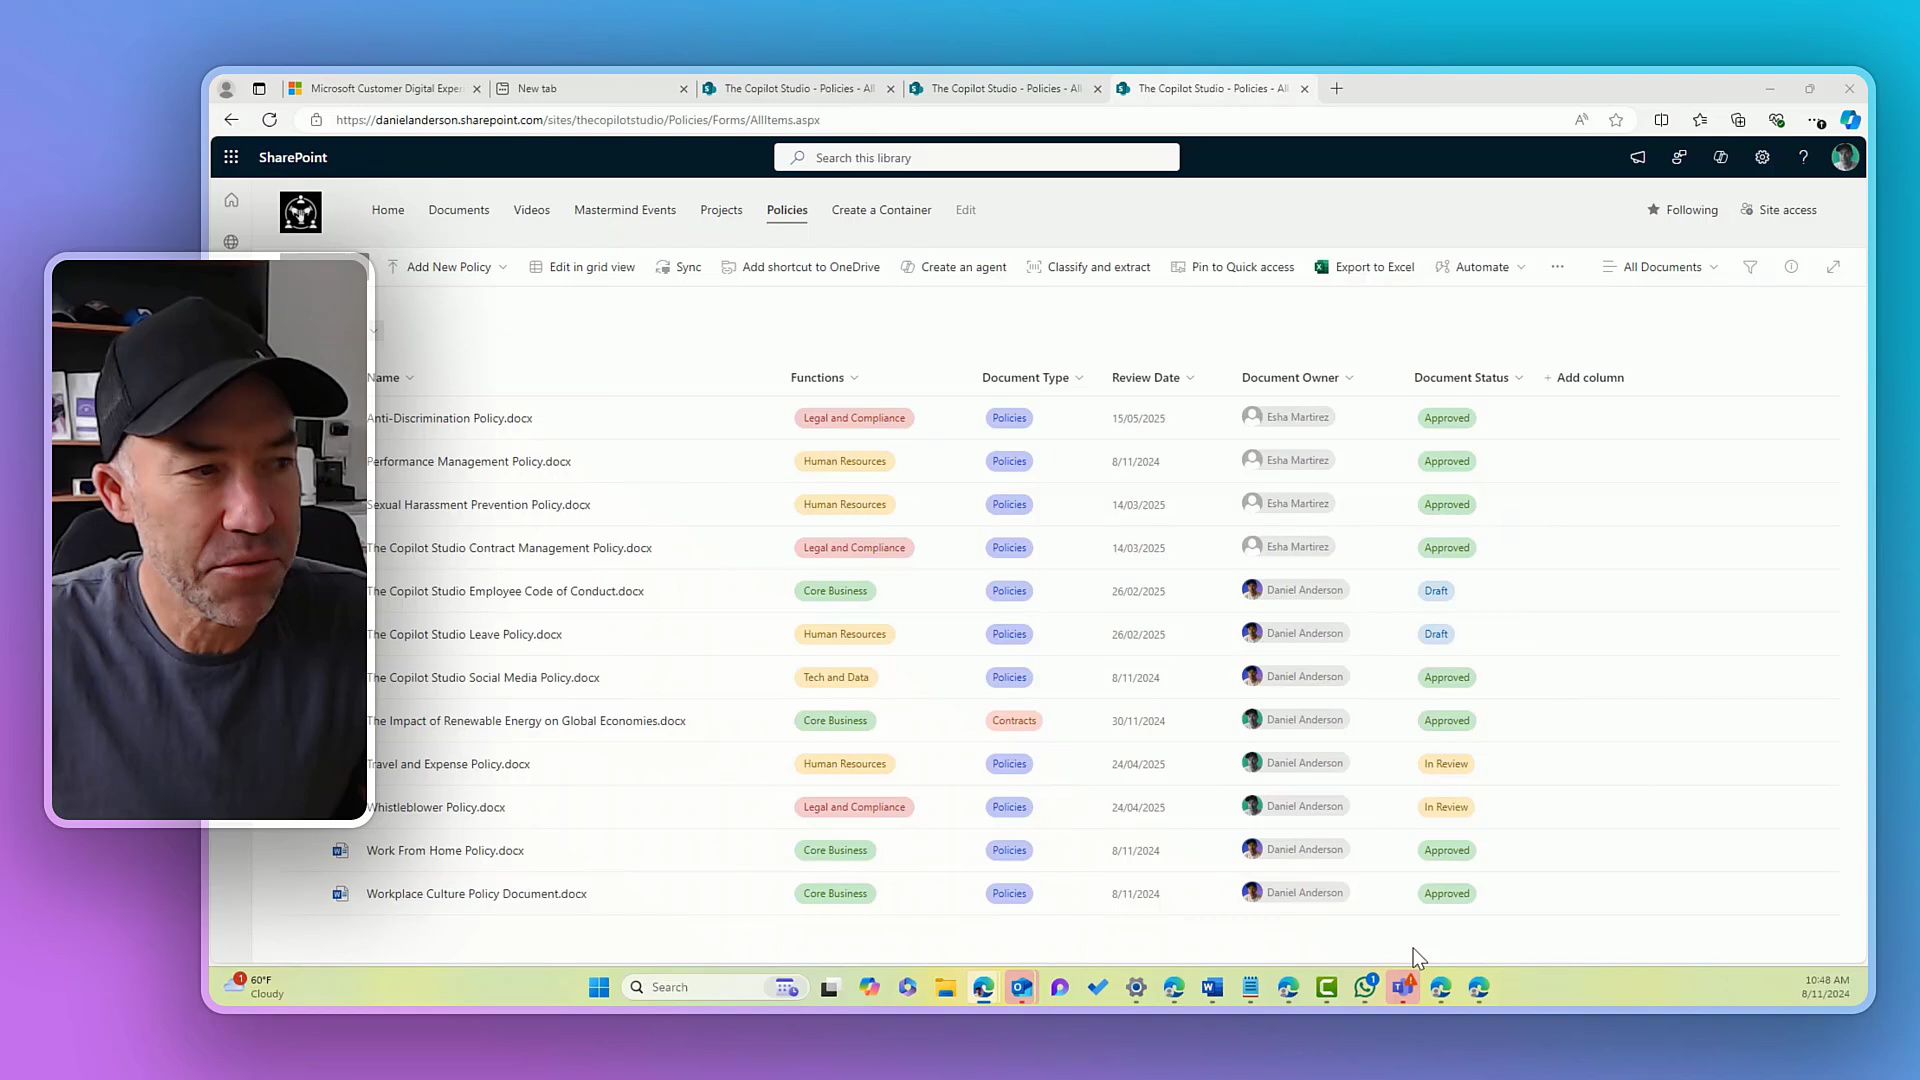 Microsoft Customer Digital Exper
New tab
The Copilot Studio - Policies - All
The Copilot Studio - Policies - All
The Copilot Studio - Policies - All
https://danielanderson.sharepoint.com/sites/thecopilotstudio/Policies/Forms/AllItems.aspx
SharePoint
Search this library
Home Documents Videos Mastermind Events Projects Policies Create a Container Edit
Following Site access
Add New Policy Edit in grid view Sync Add shortcut to OneDrive Create an agent Classify and extract Pin to Quick access Export to Excel Automate All Documents
Name Functions Document Type Review Date Document Owner Document Status Add column
Anti-Discrimination Policy.docx Legal and Compliance Policies 15/05/2025 Esha Martirez Approved
Performance Management Policy.docx Human Resources Policies 8/11/2024 Esha Martirez Approved
Sexual Harassment Prevention Policy.docx Human Resources Policies 14/03/2025 Esha Martirez Approved
The Copilot Studio Contract Management Policy.docx Legal and Compliance Policies 14/03/2025 Esha Martirez Approved
The Copilot Studio Employee Code of Conduct.docx Core Business Policies 26/02/2025 Daniel Anderson Draft
The Copilot Studio Leave Policy.docx Human Resources Policies 26/02/2025 Daniel Anderson Draft
The Copilot Studio Social Media Policy.docx Tech and Data Policies 8/11/2024 Daniel Anderson Approved
The Impact of Renewable Energy on Global Economies.docx Core Business Contracts 30/11/2024 Daniel Anderson Approved
Travel and Expense Policy.docx Human Resources Policies 24/04/2025 Daniel Anderson In Review
Whistleblower Policy.docx Legal and Compliance Policies 24/04/2025 Daniel Anderson In Review
Work From Home Policy.docx Core Business Policies 8/11/2024 Daniel Anderson Approved
Workplace Culture Policy Document.docx Core Business Policies 8/11/2024 Daniel Anderson Approved
1
60°F
Cloudy
Search
1
10:48 AM
8/11/2024